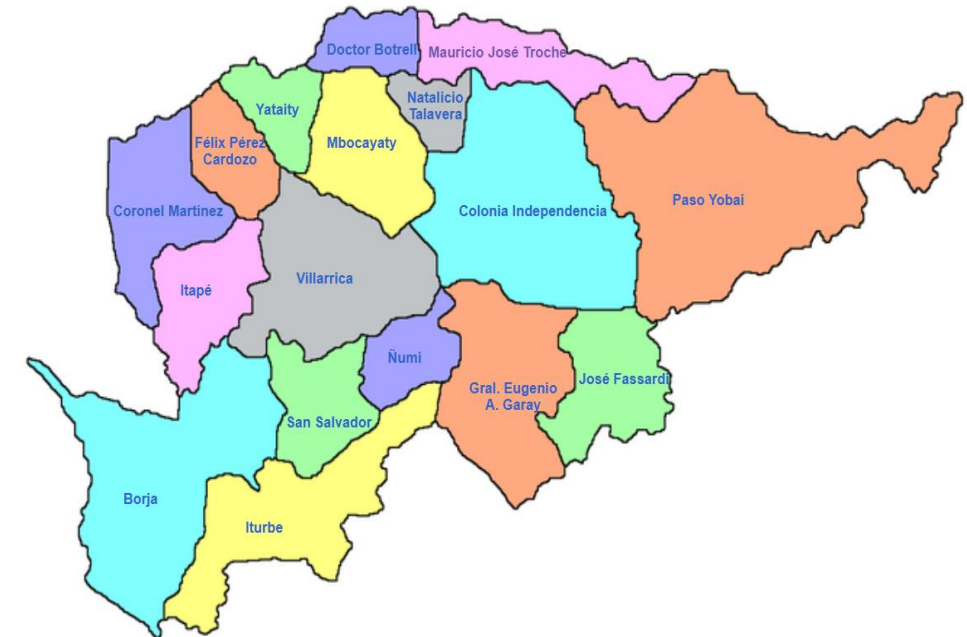 Doctor Botrell
Mauricio José Troche
Yataity
Natalicio
Talavera
Félix Pérez
Cardozo
Mbocayaty
Paso Yobai
Coronel Martinez
Colonia Independencia
Villarrica
Itapé
Ñumi
José Fassardi
Gral. Eugenio
A. Garay
San Salvador
Borja
Iturbe